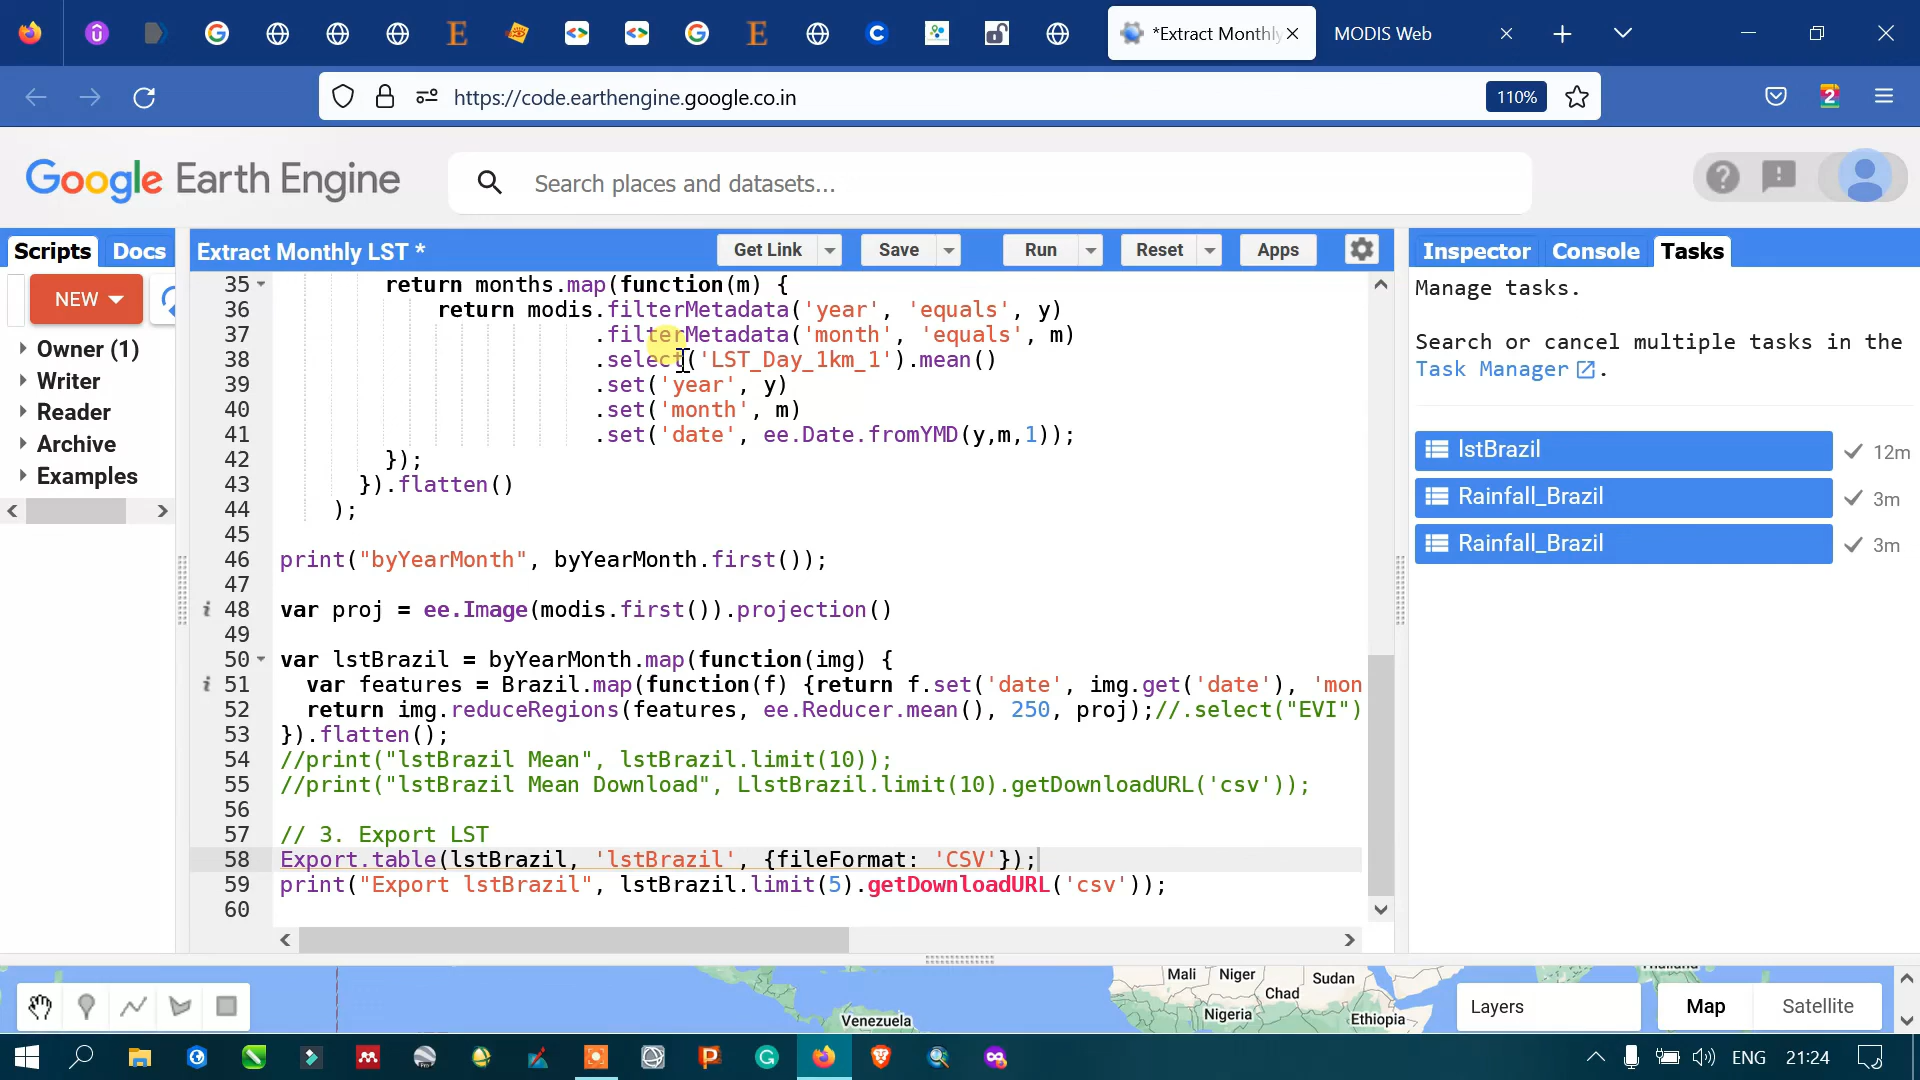 *Extract Monthly
MODIS Web
https://code.earthengine.google.co.in
110%
2
Google Earth Engine
Search places and datasets...
Scripts
Docs
Extract Monthly LST *
Get Link
Save
Run
Reset
Apps
Inspector
Console
Tasks
NEW
Owner (1)
Writer
Reader
Archive
Examples
35 return months.map(function(m) {
36 return modis.filterMetadata('year', 'equals', y)
37 .filterMetadata('month', 'equals', m)
38 .select('LST_Day_1km_1').mean()
39 .set('year', y)
40 .set('month', m)
41 .set('date', ee.Date.fromYMD(y,m,1));
42 });
43 }).flatten()
44 );
45
46 print("byYearMonth", byYearMonth.first());
47
i 48 var proj = ee.Image(modis.first()).projection()
49
50 var lstBrazil = byYearMonth.map(function(img) {
i 51 var features = Brazil.map(function(f) {return f.set('date', img.get('date'), 'mon
52 return img.reduceRegions(features, ee.Reducer.mean(), 250, proj);//.select("EVI")
53 }).flatten();
54 //print("lstBrazil Mean", lstBrazil.limit(10));
55 //print("lstBrazil Mean Download", LlstBrazil.limit(10).getDownloadURL('csv'));
56
57 // 3. Export LST
58 Export.table(lstBrazil, 'lstBrazil', {fileFormat: 'CSV'});
59 print("Export lstBrazil", lstBrazil.limit(5).getDownloadURL('csv'));
60
Manage tasks.
Search or cancel multiple tasks in the
Task Manager .
lstBrazil
12m
Rainfall_Brazil
3m
Rainfall_Brazil
3m
Mali
Niger
Sudan
Chad
Nigeria
Ethiopia
Venezuela
Layers
Map
Satellite
ENG
21:24